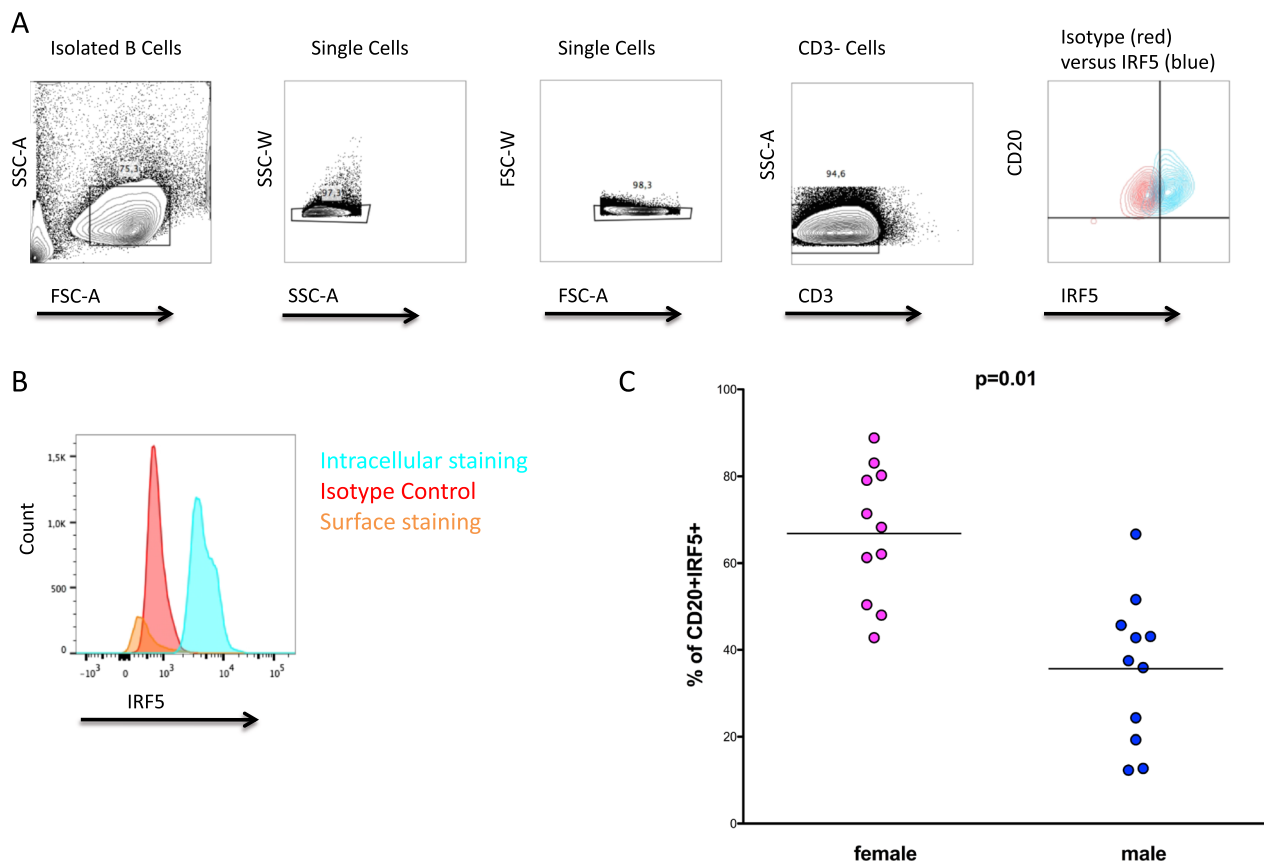 A
Isolated B Cells
Single Cells
Single Cells
CD3- Cells
Isotype (red)
versus IRF5 (blue)
SSC-A
75,3
FSC-A
SSC-W
97,3
SSC-A
FSC-W
98,3
FSC-A
SSC-A
94,6
CD3
CD20
IRF5
B
Count
1,5K
1,0K
500
0
-10³ 0 10³ 10⁴ 10⁵
IRF5
Intracellular staining
Isotype Control
Surface staining
C
p=0.01
% of CD20+IRF5+
100
80
60
40
20
0
female male